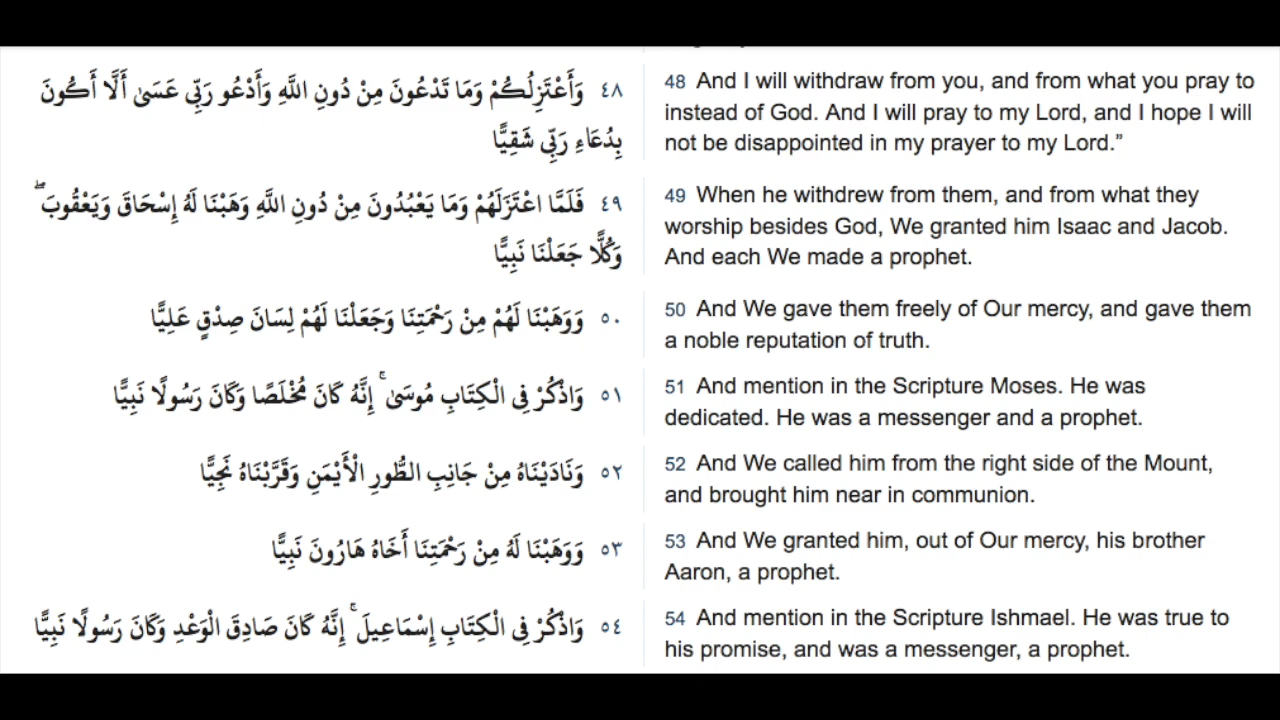 ٤٨ وَأَعْتَزِلُكُمْ وَمَا تَدْعُونَ مِنْ دُونِ اللَّهِ وَأَدْعُو رَبِّي عَسَىٰ أَلَّا أَكُونَ
بِدُعَاءِ رَبِّي شَقِيًّا
48 And I will withdraw from you, and from what you pray to
instead of God. And I will pray to my Lord, and I hope I will
not be disappointed in my prayer to my Lord.”
٤٩ فَلَمَّا اعْتَزَلَهُمْ وَمَا يَعْبُدُونَ مِنْ دُونِ اللَّهِ وَهَبْنَا لَهُ إِسْحَاقَ وَيَعْقُوبَ ۖ
وَكُلًّا جَعَلْنَا نَبِيًّا
49 When he withdrew from them, and from what they
worship besides God, We granted him Isaac and Jacob.
And each We made a prophet.
٥٠ وَوَهَبْنَا لَهُمْ مِنْ رَحْمَتِنَا وَجَعَلْنَا لَهُمْ لِسَانَ صِدْقٍ عَلِيًّا
50 And We gave them freely of Our mercy, and gave them
a noble reputation of truth.
٥١ وَاذْكُرْ فِي الْكِتَابِ مُوسَىٰ ۚ إِنَّهُ كَانَ مُخْلَصًا وَكَانَ رَسُولًا نَبِيًّا
51 And mention in the Scripture Moses. He was
dedicated. He was a messenger and a prophet.
٥٢ وَنَادَيْنَاهُ مِنْ جَانِبِ الطُّورِ الْأَيْمَنِ وَقَرَّبْنَاهُ نَجِيًّا
52 And We called him from the right side of the Mount,
and brought him near in communion.
٥٣ وَوَهَبْنَا لَهُ مِنْ رَحْمَتِنَا أَخَاهُ هَارُونَ نَبِيًّا
53 And We granted him, out of Our mercy, his brother
Aaron, a prophet.
٥٤ وَاذْكُرْ فِي الْكِتَابِ إِسْمَاعِيلَ ۚ إِنَّهُ كَانَ صَادِقَ الْوَعْدِ وَكَانَ رَسُولًا نَبِيًّا
54 And mention in the Scripture Ishmael. He was true to
his promise, and was a messenger, a prophet.